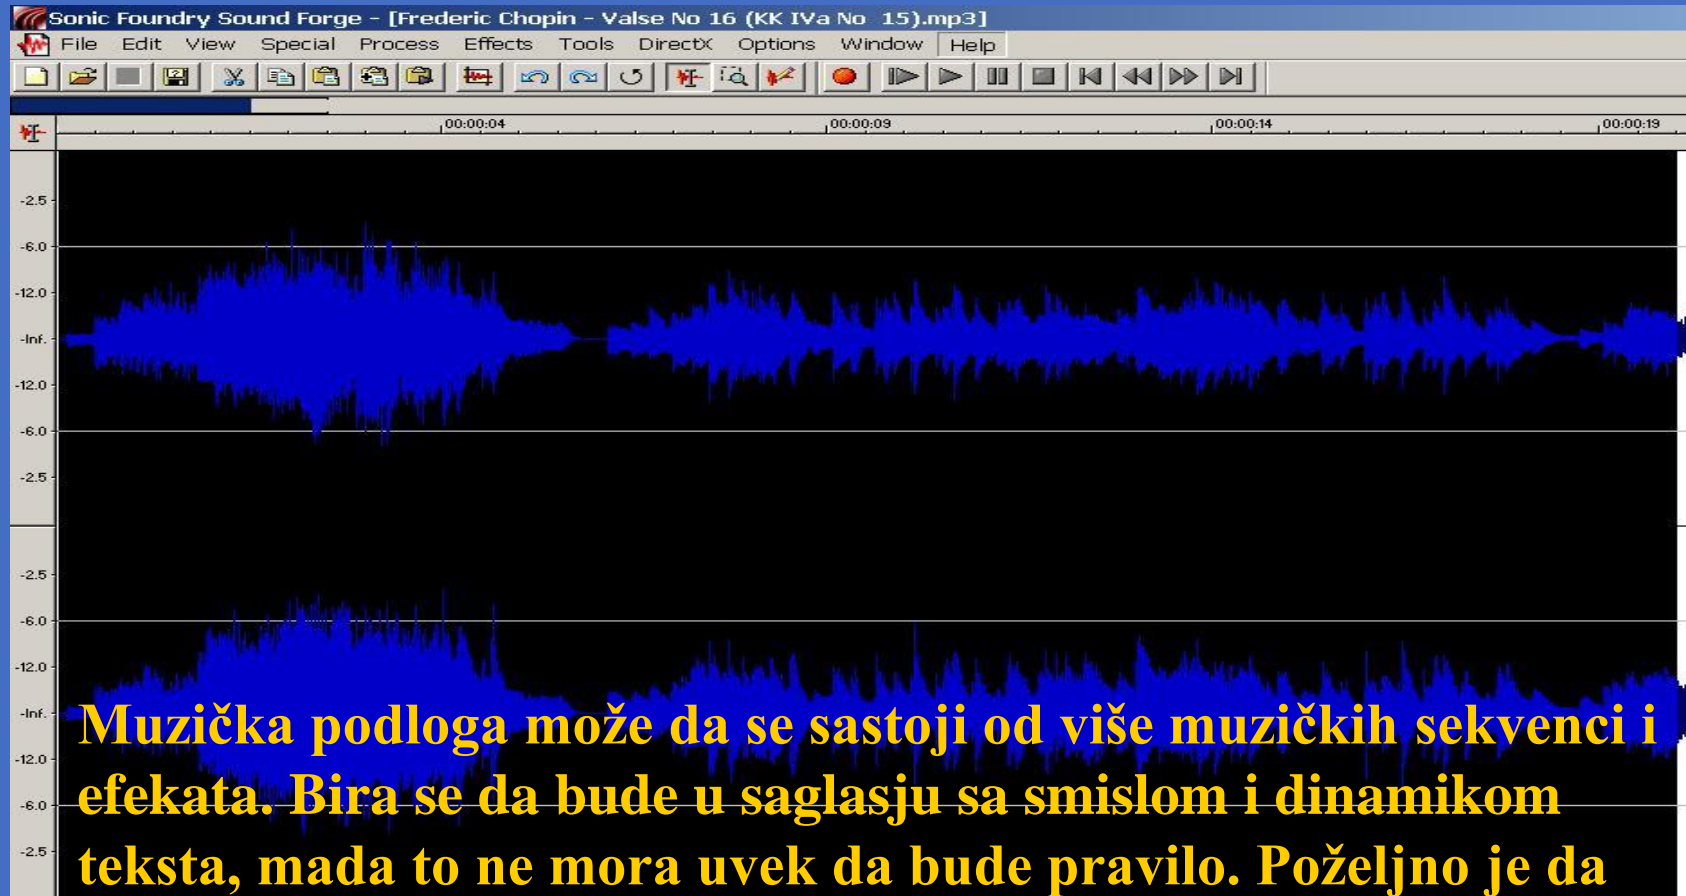 Sonic Foundry Sound Forge - [Frederic Chopin - Valse No 16 (KK IVa No  15).mp3]
File Edit View Special Process Effects Tools DirectX Options Window Help
00:00:04 00:00:09 00:00:14 00:00:19
-2.5
-6.0
-12.0
-Inf.
-12.0
-6.0
-2.5
-2.5
-6.0
-12.0
-Inf.
-12.0
-6.0
-2.5
Muzička podloga može da se sastoji od više muzičkih sekvenci i
efekata. Bira se da bude u saglasju sa smislom i dinamikom
teksta, mada to ne mora uvek da bude pravilo. Poželjno je da